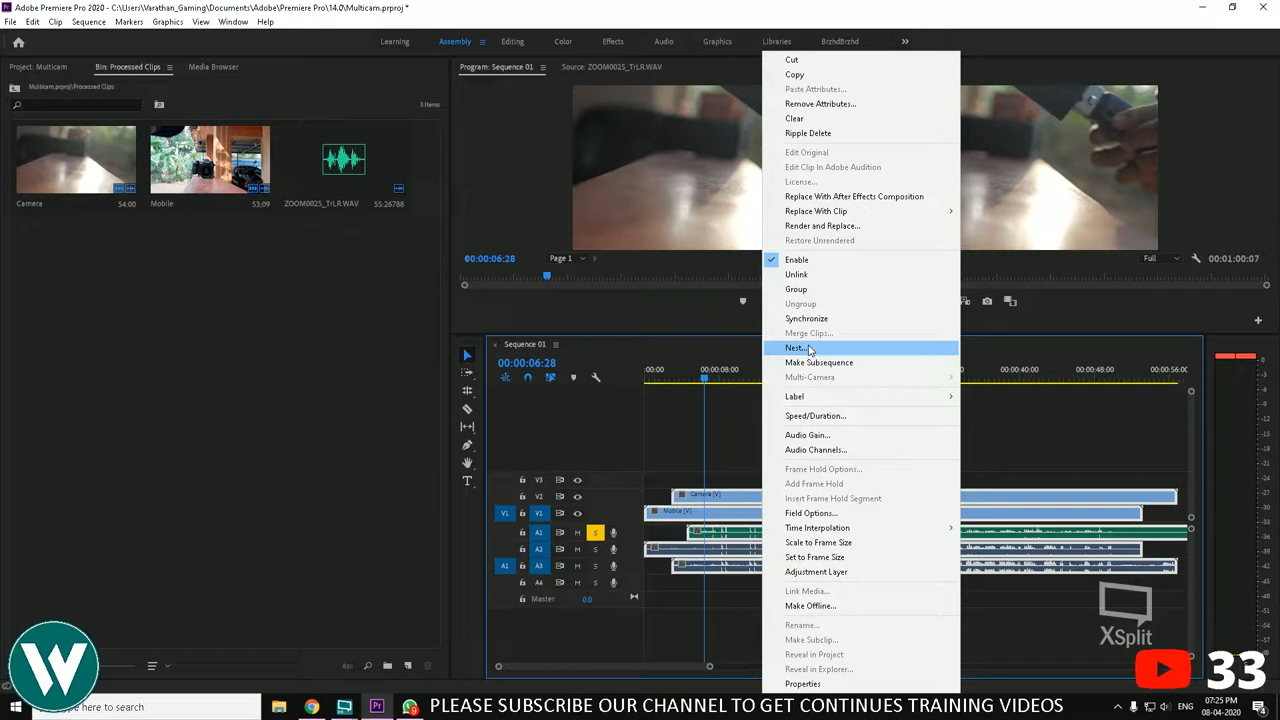 Adobe Premiere Pro 2020 - C:\Users\Varathan_Gaming\Documents\Adobe\Premiere Pro\14.0\Multicam.prproj *
File Edit Clip Sequence Markers Graphics View Window Help
Learning Assembly Editing Color Effects Audio Graphics Libraries BrzhdBrzhd
Project: Multicam Bin: Processed Clips Media Browser
Multicam.prproj\Processed Clips
3 Items
Camera 54:00
Mobile 53;09
ZOOM0025_TrLR.WAV 55:26788
Program: Sequence 01 Source: ZOOM0025_TrLR.WAV
00:00:06:28 Page 1 Full 00:01:00:07
Cut
Copy
Paste Attributes...
Remove Attributes...
Clear
Ripple Delete
Edit Original
Edit Clip In Adobe Audition
License...
Replace With After Effects Composition
Replace With Clip
Render and Replace...
Restore Unrendered
Enable
Unlink
Group
Ungroup
Synchronize
Merge Clips...
Nest...
Make Subsequence
Multi-Camera
Label
Speed/Duration...
Audio Gain...
Audio Channels...
Frame Hold Options...
Add Frame Hold
Insert Frame Hold Segment
Field Options...
Time Interpolation
Scale to Frame Size
Set to Frame Size
Adjustment Layer
Link Media...
Make Offline...
Rename...
Make Subclip...
Reveal in Project
Reveal in Explorer...
Properties
Sequence 01
00:00:06:28
:00:00 00:00:08:00 00:00:40:00 00:00:48:00 00:00:56:00
V3
V2 Camera [V]
V1 V1 Mobile [V]
A1 S
A2 M S
A1 A3 M S
A4 M S
Master 0.0
XSplit
W
33
e to search
9
PLEASE SUBSCRIBE OUR CHANNEL TO GET CONTINUES TRAINING VIDEOS
ENG
07:25 PM
08-04-2020
4